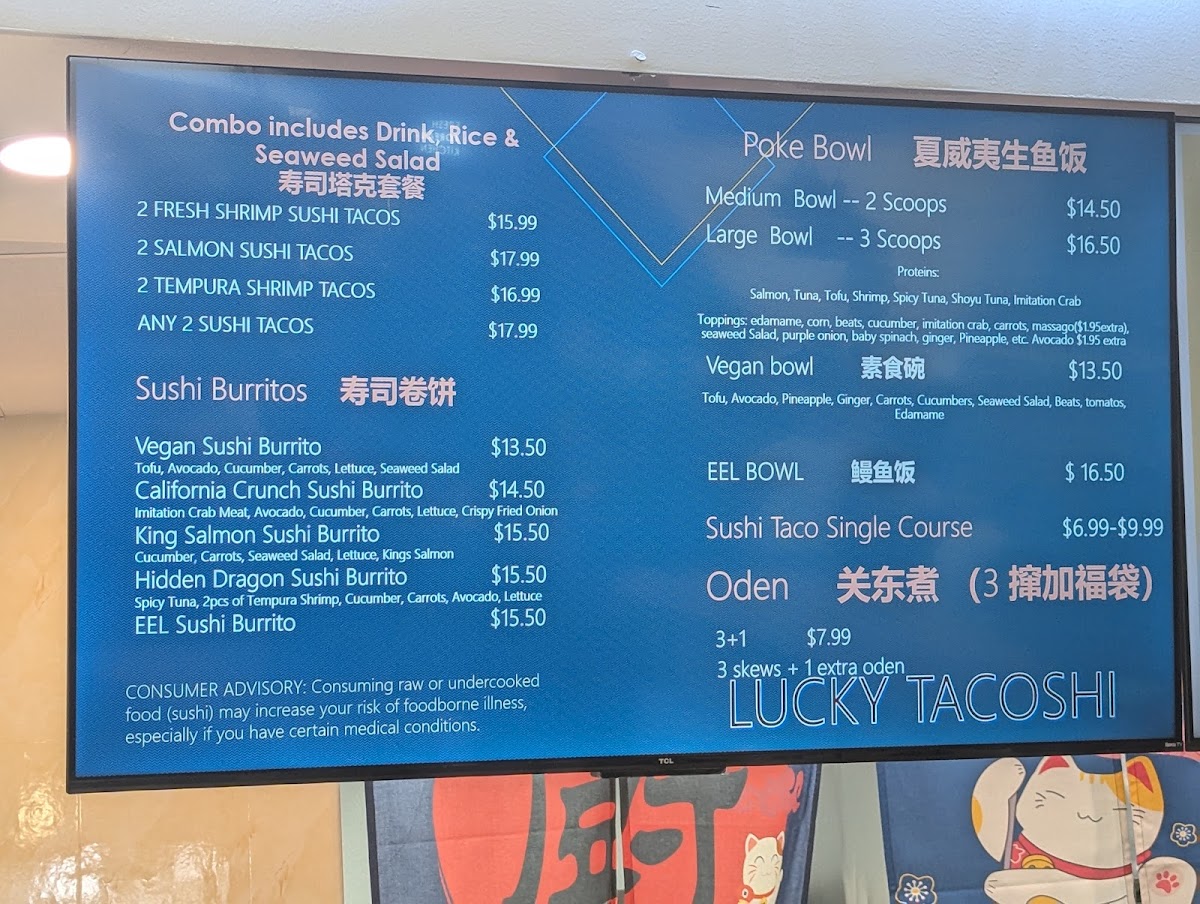 Combo includes Drink, Rice &
Seaweed Salad
寿司塔克套餐
2 FRESH SHRIMP SUSHI TACOS $15.99
2 SALMON SUSHI TACOS $17.99
2 TEMPURA SHRIMP TACOS $16.99
ANY 2 SUSHI TACOS $17.99
Sushi Burritos 寿司卷饼
Vegan Sushi Burrito $13.50
Tofu, Avocado, Cucumber, Carrots, Lettuce, Seaweed Salad
California Crunch Sushi Burrito $14.50
Imitation Crab Meat, Avocado, Cucumber, Carrots, Lettuce, Crispy Fried Onion
King Salmon Sushi Burrito $15.50
Cucumber, Carrots, Seaweed Salad, Lettuce, Kings Salmon
Hidden Dragon Sushi Burrito $15.50
Spicy Tuna, 2pcs of Tempura Shrimp, Cucumber, Carrots, Avocado, Lettuce
EEL Sushi Burrito $15.50
CONSUMER ADVISORY: Consuming raw or undercooked
food (sushi) may increase your risk of foodborne illness,
especially if you have certain medical conditions.
Poke Bowl 夏威夷生鱼饭
Medium Bowl -- 2 Scoops $14.50
Large Bowl -- 3 Scoops $16.50
Proteins:
Salmon, Tuna, Tofu, Shrimp, Spicy Tuna, Shoyu Tuna, Imitation Crab
Toppings: edamame, corn, beats, cucumber, imitation crab, carrots, massago($1.95extra),
seaweed Salad, purple onion, baby spinach, ginger, Pineapple, etc. Avocado $1.95 extra
Vegan bowl 素食碗 $13.50
Tofu, Avocado, Pineapple, Ginger, Carrots, Cucumbers, Seaweed Salad, Beats, tomatos,
Edamame
EEL BOWL 鳗鱼饭 $ 16.50
Sushi Taco Single Course $6.99-$9.99
Oden 关东煮 （3 撺加福袋）
3+1 $7.99
3 skews + 1 extra oden
LUCKY TACOSHI
TCL
Roku TV